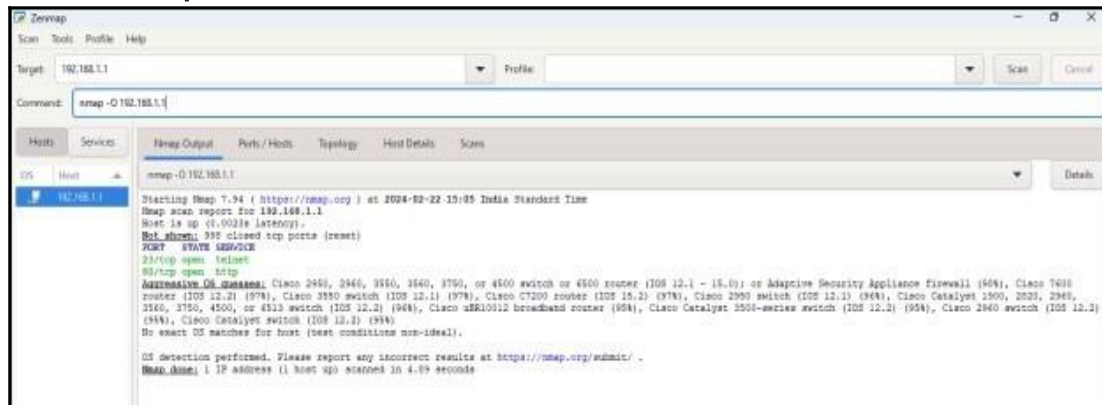 Zenmap
Scan Tools Profile Help
Target: 192.168.1.1 Profile: Scan Cancel
Command: nmap -O 192.168.1.1
Hosts Services Nmap Output Ports / Hosts Topology Host Details Scans
OS Host nmap -O 192.168.1.1 Details
192.168.1.1
Starting Nmap 7.94 ( https://nmap.org ) at 2024-02-22 15:05 India Standard Time
Nmap scan report for 192.168.1.1
Host is up (0.0023s latency).
Not shown: 998 closed tcp ports (reset)
PORT STATE SERVICE
23/tcp open telnet
80/tcp open http
Aggressive OS guesses: Cisco 2950, 2960, 3550, 3560, 3750, or 4500 switch or 6500 router (IOS 12.1 - 15.0); or Adaptive Security Appliance firewall Cisco 7600
router (IOS 12.2) (97%), Cisco 3550 switch (IOS 12.1) (97%), Cisco C7200 router (IOS 15.2) (97%), Cisco 2950 switch (IOS 12.1) (96%), Cisco Catalyst 2960,
3560, 3750, 4500, or 6513 switch (IOS 12.2) (96%), Cisco uBR10012 broadband router (95%), Cisco Catalyst 3500-series switch (IOS 12.2) (95%), Cisco 2960 switch (IOS 12.2)
(95%), Cisco Catalyst switch (IOS 12.2) (95%)
No exact OS matches for host (test conditions non-ideal).
OS detection performed. Please report any incorrect results at https://nmap.org/submit/ .
Nmap done: 1 IP address (1 host up) scanned in 4.89 seconds